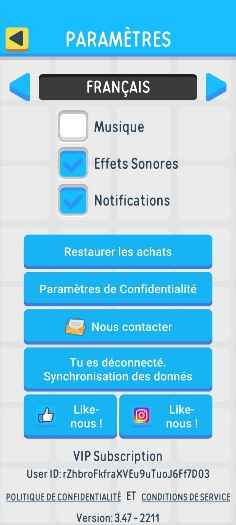 PARAMÈTRES
FRANÇAIS
Musique
Effets Sonores
Notifications
Restaurer les achats
Paramètres de Confidentialité
Nous contacter
Tu es déconnecté.
Synchronisation des donnés
Like-
nous !
Like-
nous !
VIP Subscription
User ID: rZhbroFkfraXVEu9uTuoJ6Ff7D03
POLITIQUE DE CONFIDENTIALITÉ ET CONDITIONS DE SERVICE
Version: 3.47 - 2211